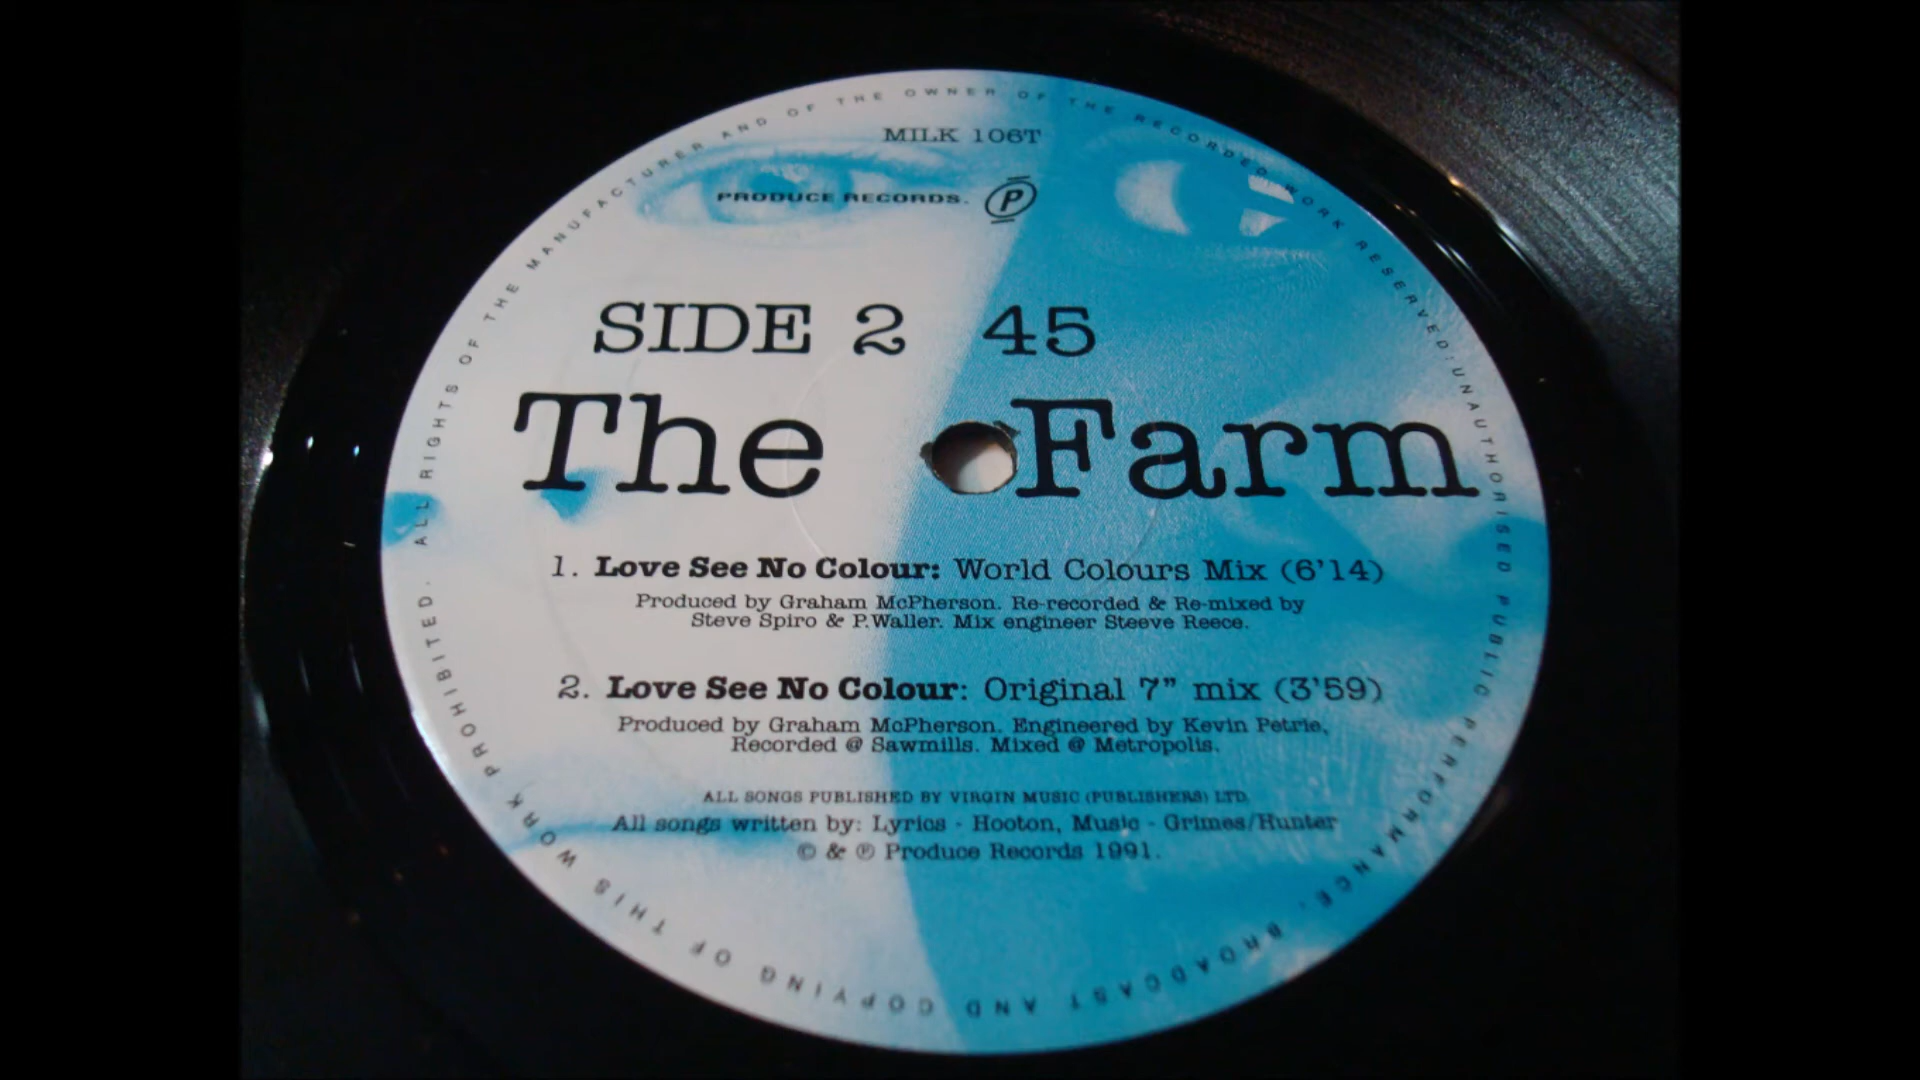 MILK 106T
PRODUCE RECORDS. P
SIDE 2 45
The Farm
1. Love See No Colour: World Colours Mix (6'14)
Produced by Graham McPherson. Re-recorded & Re-mixed by
Steve Spiro & P.Waller. Mix engineer Steeve Reece.
2. Love See No Colour: Original 7" mix (3'59)
Produced by Graham McPherson. Engineered by Kevin Petrie,
Recorded @ Sawmills. Mixed @ Metropolis.
ALL SONGS PUBLISHED BY VIRGIN MUSIC (PUBLISHERS) LTD.
All songs written by: Lyrics - Hooton, Music - Grimes/Hunter
© & ℗ Produce Records 1991.
ALL RIGHTS OF THE MANUFACTURER AND OF THE OWNER OF THE RECORDED WORK RESERVED. UNAUTHORISED PUBLIC PERFORMANCE, BROADCAST AND COPYING OF THIS WORK PROHIBITED.